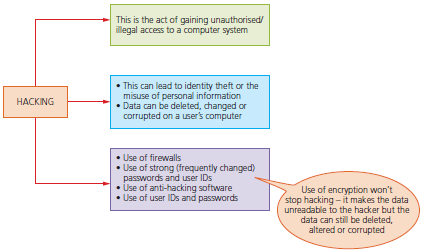 This is the act of gaining unauthorised/
illegal access to a computer system
HACKING
• This can lead to identity theft or the
misuse of personal information
• Data can be deleted, changed or
corrupted on a user's computer
• Use of firewalls
• Use of strong (frequently changed)
passwords and user IDs
• Use of anti-hacking software
• Use of user IDs and passwords
Use of encryption won't
stop hacking – it makes the data
unreadable to the hacker but the
data can still be deleted,
altered or corrupted